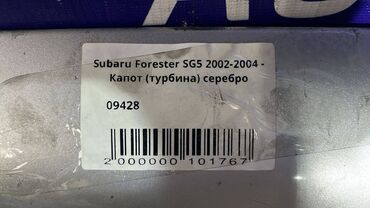 Subaru Forester SG5 2002-2004 -
Капот (турбина) серебро
09428
2 000000 101767